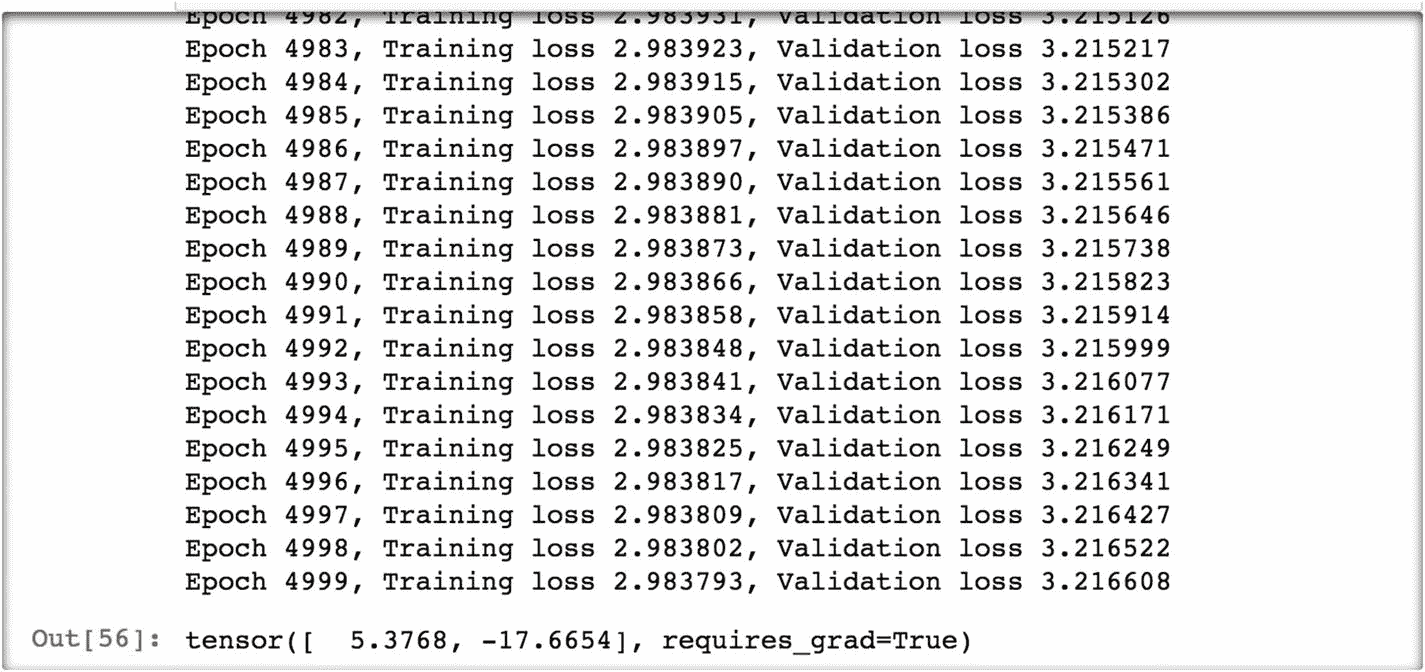 Epoch 4982, Training loss 2.983931, Validation loss 3.215126
Epoch 4983, Training loss 2.983923, Validation loss 3.215217
Epoch 4984, Training loss 2.983915, Validation loss 3.215302
Epoch 4985, Training loss 2.983905, Validation loss 3.215386
Epoch 4986, Training loss 2.983897, Validation loss 3.215471
Epoch 4987, Training loss 2.983890, Validation loss 3.215561
Epoch 4988, Training loss 2.983881, Validation loss 3.215646
Epoch 4989, Training loss 2.983873, Validation loss 3.215738
Epoch 4990, Training loss 2.983866, Validation loss 3.215823
Epoch 4991, Training loss 2.983858, Validation loss 3.215914
Epoch 4992, Training loss 2.983848, Validation loss 3.215999
Epoch 4993, Training loss 2.983841, Validation loss 3.216077
Epoch 4994, Training loss 2.983834, Validation loss 3.216171
Epoch 4995, Training loss 2.983825, Validation loss 3.216249
Epoch 4996, Training loss 2.983817, Validation loss 3.216341
Epoch 4997, Training loss 2.983809, Validation loss 3.216427
Epoch 4998, Training loss 2.983802, Validation loss 3.216522
Epoch 4999, Training loss 2.983793, Validation loss 3.216608
Out[56]: tensor([  5.3768, -17.6654], requires_grad=True)